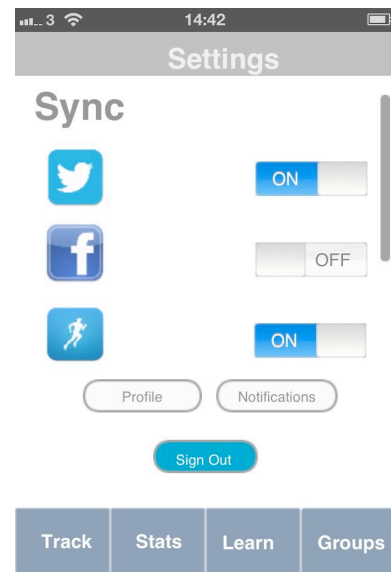 3 14:42
Settings
Sync
ON
OFF
ON
Profile Notifications
Sign Out
Track Stats Learn Groups